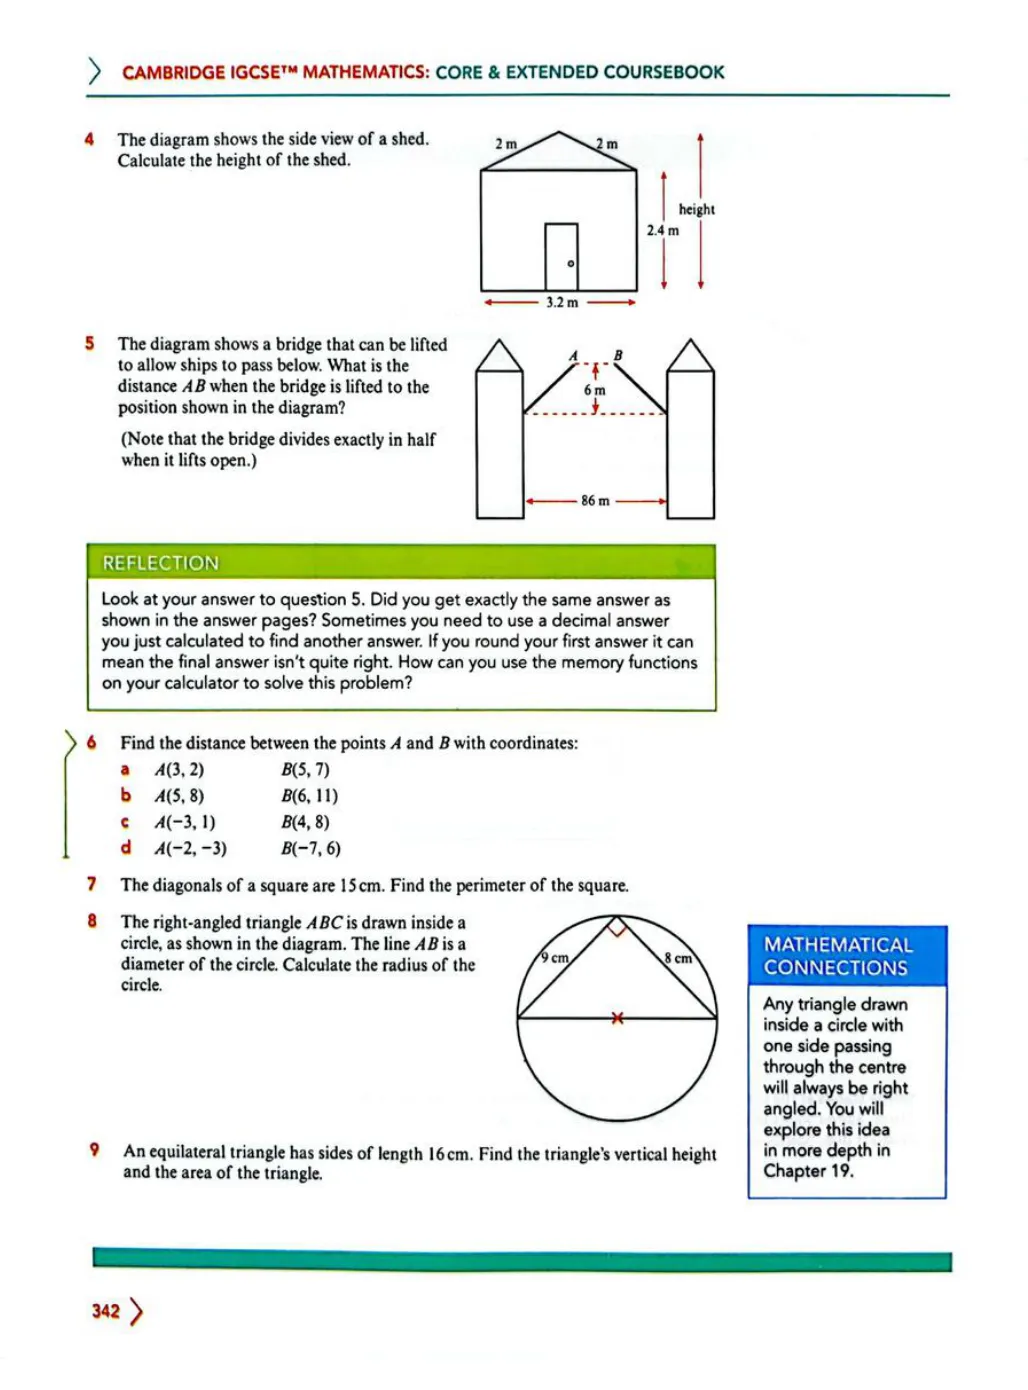 CAMBRIDGE IGCSE™ MATHEMATICS: CORE & EXTENDED COURSEBOOK
4 The diagram shows the side view of a shed.
Calculate the height of the shed.
2 m 2 m
height
2.4 m
3.2 m
5 The diagram shows a bridge that can be lifted
to allow ships to pass below. What is the
distance AB when the bridge is lifted to the
position shown in the diagram?
(Note that the bridge divides exactly in half
when it lifts open.)
A B
6 m
86 m
REFLECTION
Look at your answer to question 5. Did you get exactly the same answer as
shown in the answer pages? Sometimes you need to use a decimal answer
you just calculated to find another answer. If you round your first answer it can
mean the final answer isn't quite right. How can you use the memory functions
on your calculator to solve this problem?
6 Find the distance between the points A and B with coordinates:
a A(3, 2) B(5, 7)
b A(5, 8) B(6, 11)
c A(−3, 1) B(4, 8)
d A(−2, −3) B(−7, 6)
7 The diagonals of a square are 15 cm. Find the perimeter of the square.
8 The right-angled triangle ABC is drawn inside a
circle, as shown in the diagram. The line AB is a
diameter of the circle. Calculate the radius of the
circle.
9 cm 8 cm
MATHEMATICAL
CONNECTIONS
Any triangle drawn
inside a circle with
one side passing
through the centre
will always be right
angled. You will
explore this idea
in more depth in
Chapter 19.
9 An equilateral triangle has sides of length 16 cm. Find the triangle's vertical height
and the area of the triangle.
342